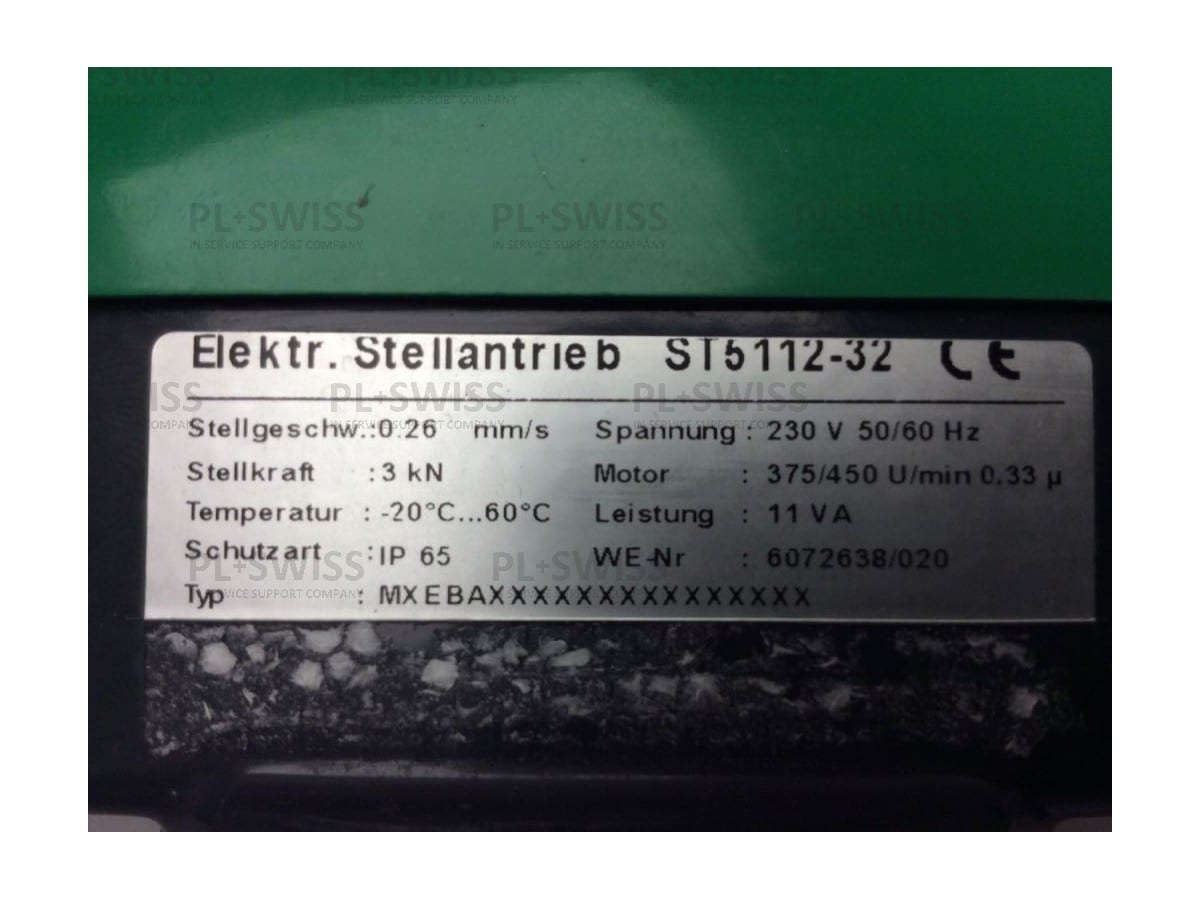 Elektr. Stellantrieb ST5112-32 CE
Stellgeschw.:0.26 mm/s Spannung : 230 V 50/60 Hz
Stellkraft :3 kN Motor : 375/450 U/min 0.33 µ
Temperatur : -20°C...60°C Leistung : 11 VA
Schutzart :IP 65 WE-Nr : 6072638/020
Typ : MXEBAXXXXXXXXXXXXXXX
PL+SWISS
IN SERVICE SUPPORT COMPANY